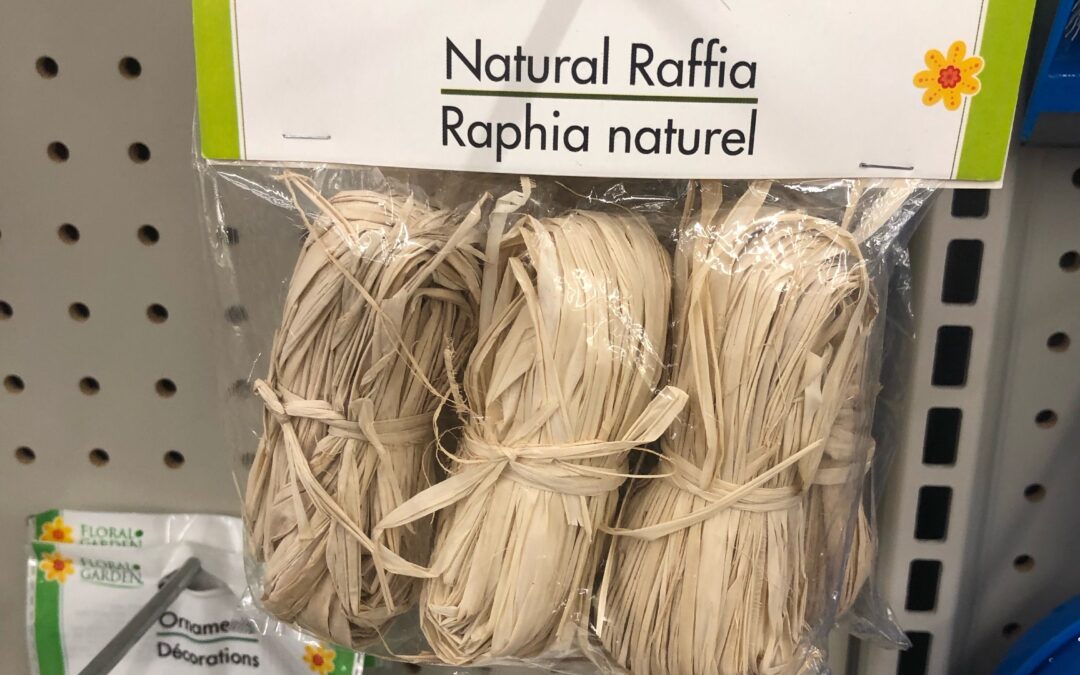 Natural Raffia
Raphia naturel
FLORAL
GARDEN
FLORAL
GARDEN
Décorations